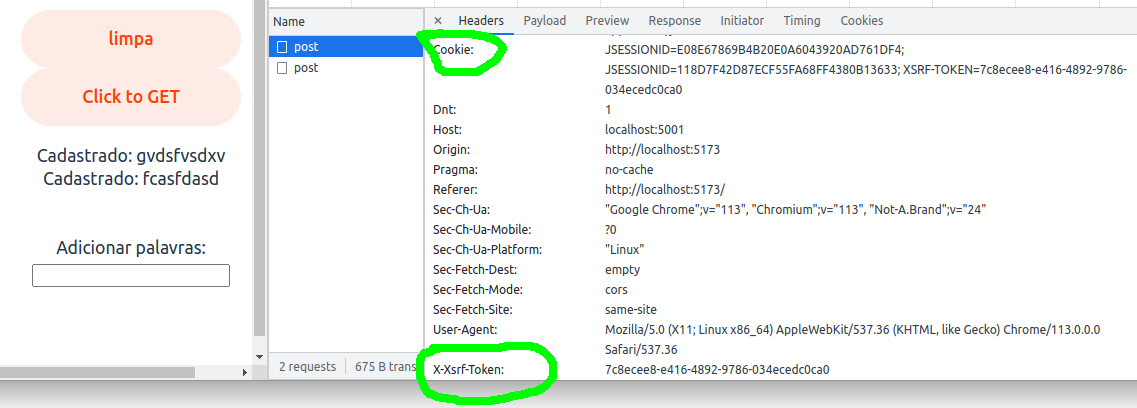 limpa
Click to GET
Cadastrado: gvdsfvsdxv
Cadastrado: fcasfdasd
Adicionar palavras:
Name
post
post
2 requests
675 B trans
× Headers Payload Preview Response Initiator Timing Cookies
Cookie: JSESSIONID=E08E67869B4B20E0A6043920AD761DF4;
JSESSIONID=118D7F42D87ECF55FA68FF4380B13633; XSRF-TOKEN=7c8ecee8-e416-4892-9786-
034ecedc0ca0
Dnt: 1
Host: localhost:5001
Origin: http://localhost:5173
Pragma: no-cache
Referer: http://localhost:5173/
Sec-Ch-Ua: "Google Chrome";v="113", "Chromium";v="113", "Not-A.Brand";v="24"
Sec-Ch-Ua-Mobile: ?0
Sec-Ch-Ua-Platform: "Linux"
Sec-Fetch-Dest: empty
Sec-Fetch-Mode: cors
Sec-Fetch-Site: same-site
User-Agent: Mozilla/5.0 (X11; Linux x86_64) AppleWebKit/537.36 (KHTML, like Gecko) Chrome/113.0.0.0
Safari/537.36
X-Xsrf-Token: 7c8ecee8-e416-4892-9786-034ecedc0ca0